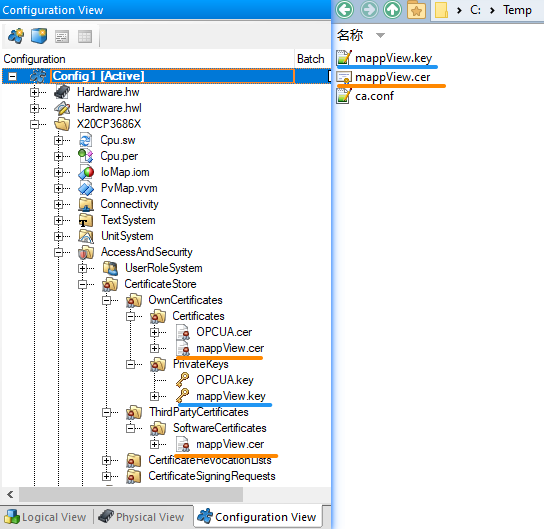 Configuration View
Configuration
Batch
Config1 [Active]
Hardware.hw
Hardware.hwl
X20CP3686X
Cpu.sw
Cpu.per
IoMap.iom
PvMap.vvm
Connectivity
TextSystem
UnitSystem
AccessAndSecurity
UserRoleSystem
CertificateStore
OwnCertificates
Certificates
OPCUA.cer
mappView.cer
PrivateKeys
OPCUA.key
mappView.key
ThirdPartyCertificates
SoftwareCertificates
mappView.cer
CertificateRevocationLists
CertificateSigningRequests
Logical View
Physical View
Configuration View
C: Temp
名称
mappView.key
mappView.cer
ca.conf